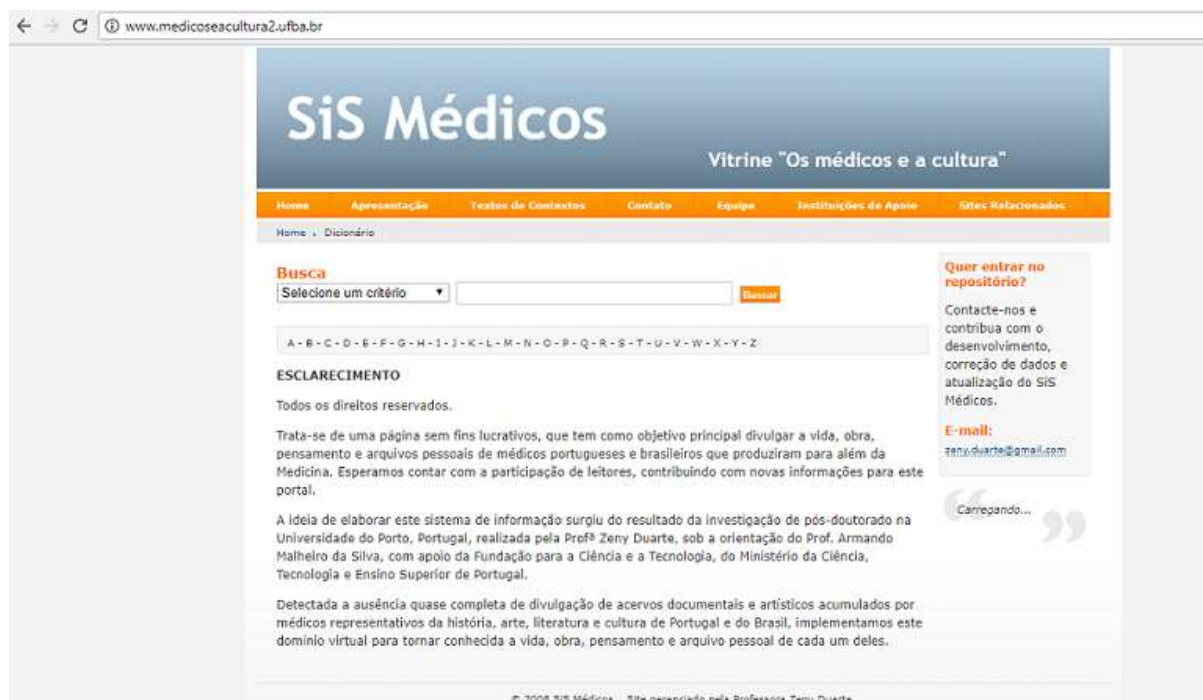 www.medicoseacultura2.ufba.br
SiS Médicos
Vitrine "Os médicos e a cultura"
Home Apresentação Textos de Contextos Contato Equipe Instituições de Apoio Sites Relacionados
Home . Dicionário
Busca
Selecione um critério
Buscar
A - B - C - D - E - F - G - H - I - J - K - L - M - N - O - P - Q - R - S - T - U - V - W - X - Y - Z
ESCLARECIMENTO
Todos os direitos reservados.
Trata-se de uma página sem fins lucrativos, que tem como objetivo principal divulgar a vida, obra,
pensamento e arquivos pessoais de médicos portugueses e brasileiros que produziram para além da
Medicina. Esperamos contar com a participação de leitores, contribuindo com novas informações para este
portal.
A ideia de elaborar este sistema de informação surgiu do resultado da investigação de pós-doutorado na
Universidade do Porto, Portugal, realizada pela Profª Zeny Duarte, sob a orientação do Prof. Armando
Malheiro da Silva, com apoio da Fundação para a Ciência e a Tecnologia, do Ministério da Ciência,
Tecnologia e Ensino Superior de Portugal.
Detectada a ausência quase completa de divulgação de acervos documentais e artísticos acumulados por
médicos representativos da história, arte, literatura e cultura de Portugal e do Brasil, implementamos este
domínio virtual para tornar conhecida a vida, obra, pensamento e arquivo pessoal de cada um deles.
Quer entrar no
repositório?
Contacte-nos e
contribua com o
desenvolvimento,
correção de dados e
atualização do SiS
Médicos.
E-mail:
zeny.duarte@gmail.com
Carregando...
© 2008 SiS Médicos Site gerenciado pela Professora Zeny Duarte